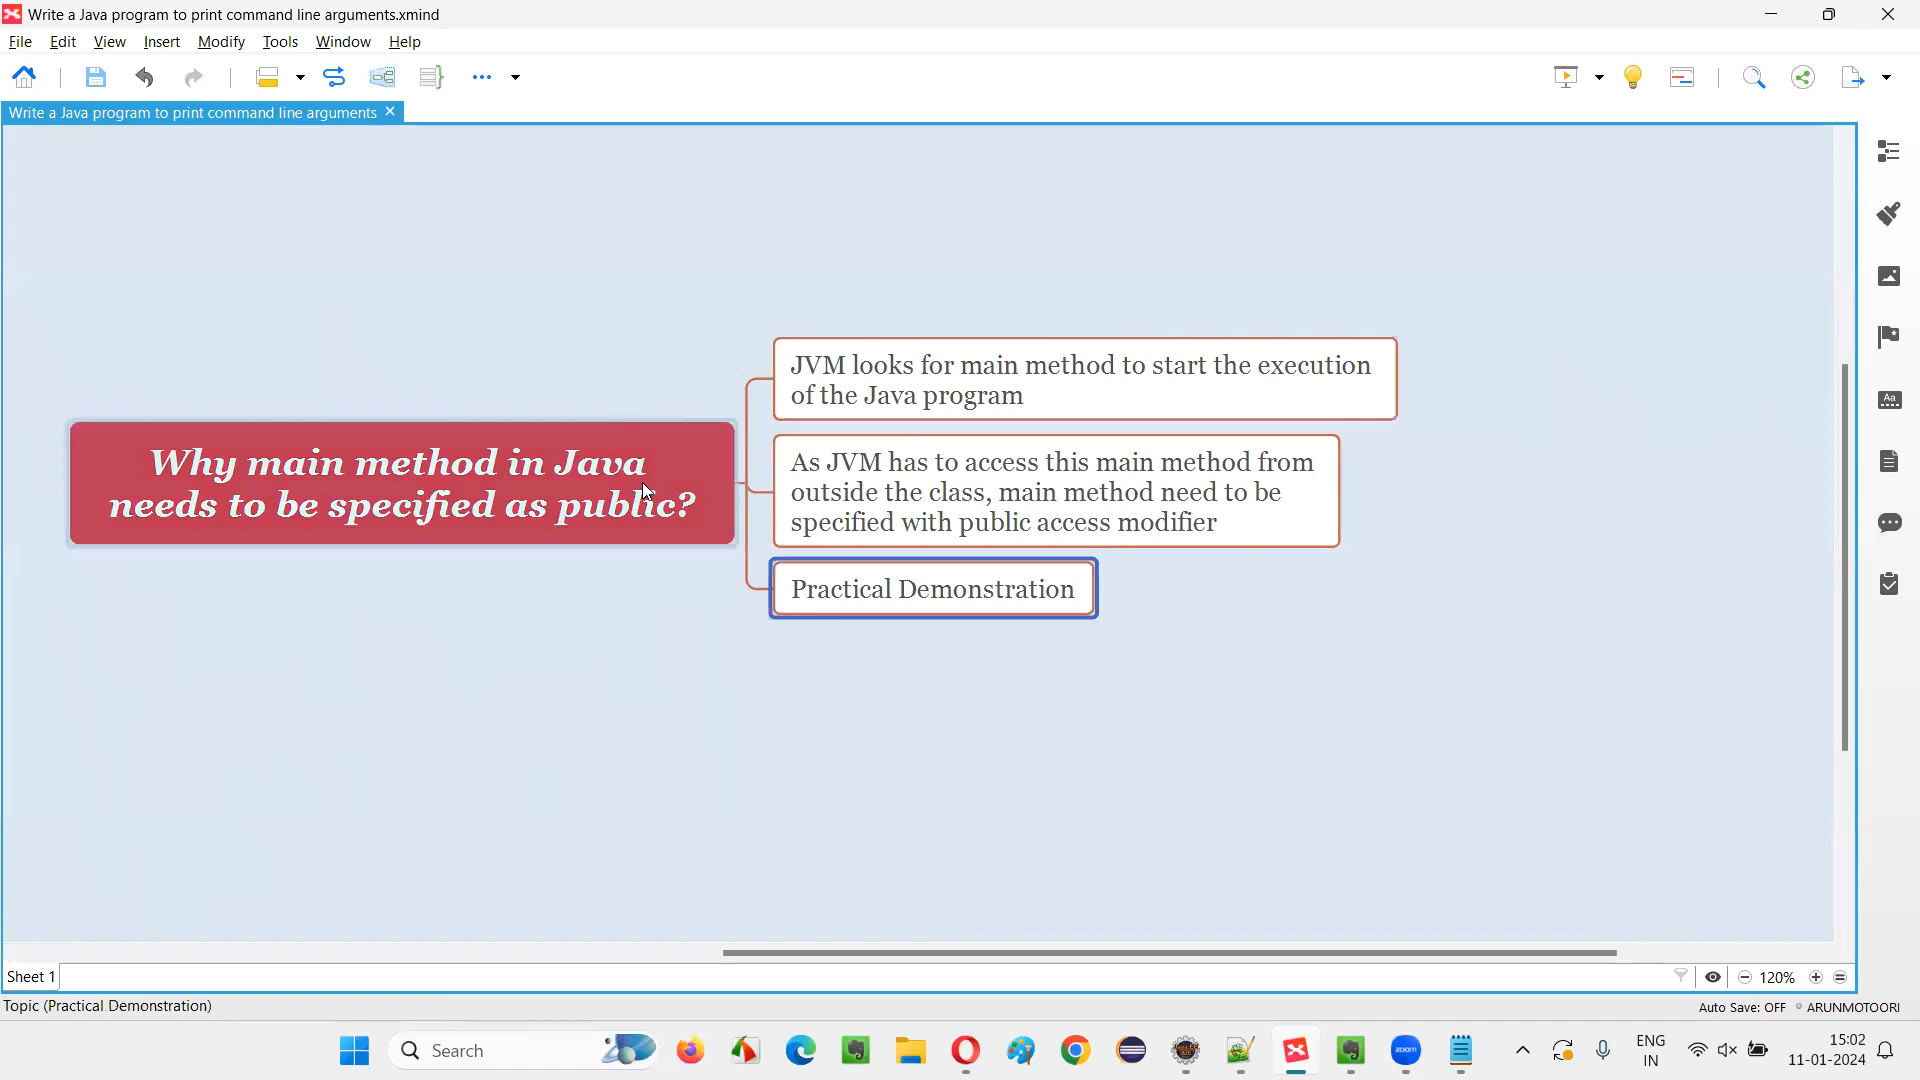 Write a Java program to print command line arguments.xmind
File Edit View Insert Modify Tools Window Help
Write a Java program to print command line arguments
JVM looks for main method to start the execution
of the Java program
Why main method in Java
needs to be specified as public?
As JVM has to access this main method from
outside the class, main method need to be
specified with public access modifier
Practical Demonstration
Aa
Sheet 1
120%
Topic (Practical Demonstration)
Auto Save: OFF
ARUNMOTOORI
Search
zoom
ENG
IN
15:02
11-01-2024